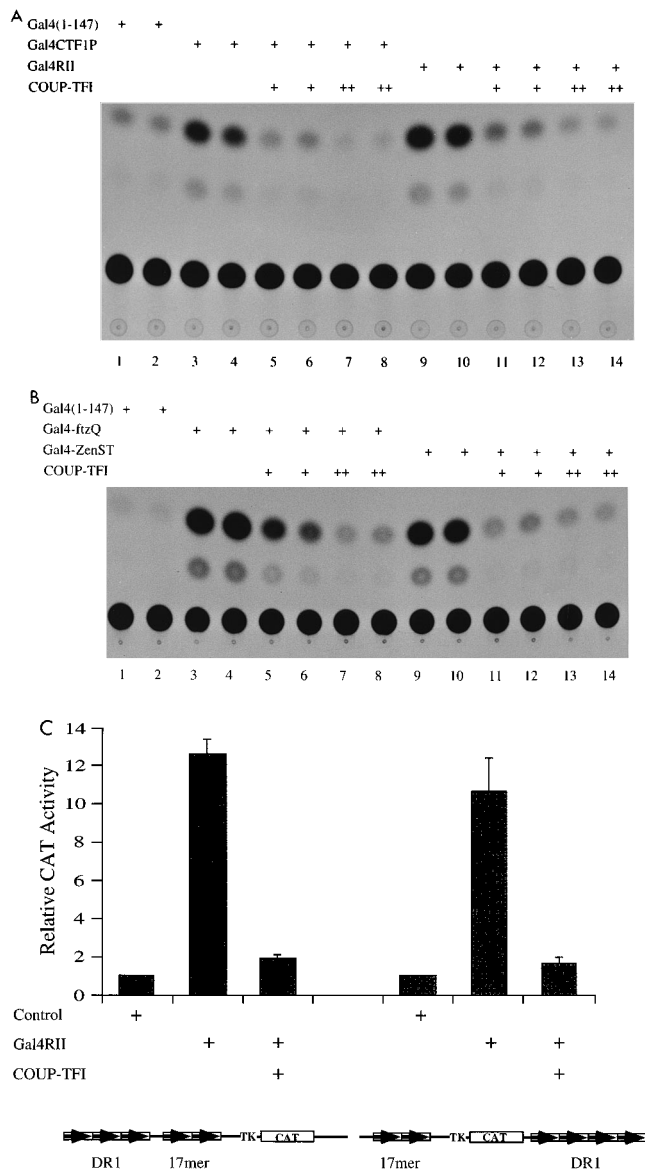 A
Gal4(1-147) + +
Gal4CTF1P + + + + + +
Gal4RII + + + + + +
COUP-TFI + + ++ ++ + + ++ ++
1 2 3 4 5 6 7 8 9 10 11 12 13 14
B
Gal4(1-147) + +
Gal4-ftzQ + + + + + +
Gal4-ZenST + + + + + +
COUP-TFI + + ++ ++ + + ++ ++
1 2 3 4 5 6 7 8 9 10 11 12 13 14
C
Relative CAT Activity
14
12
10
8
6
4
2
0
Control + +
Gal4RII + + + +
COUP-TFI + +
TK CAT TK CAT
DR1 17mer 17mer DR1